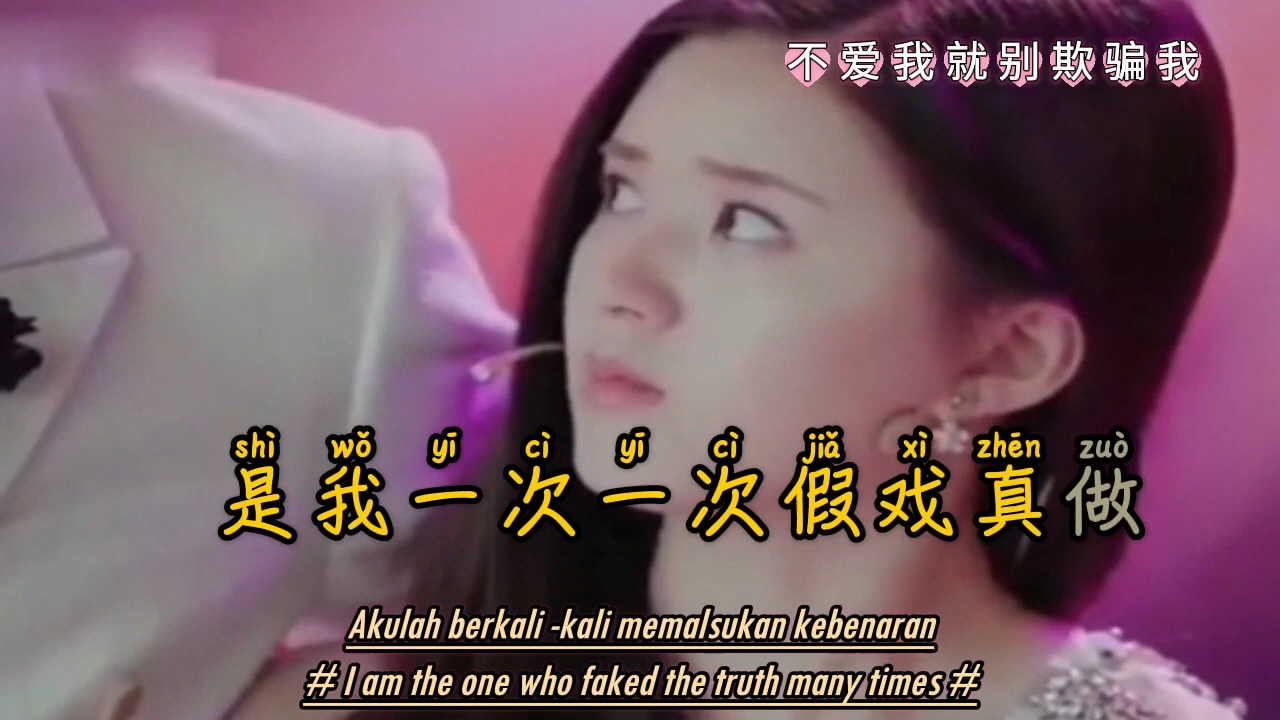 不爱我就别欺骗我
shì wǒ yī cì yī cì jiǎ xì zhēn zuò
是我一次一次假戏真做
Akulah berkali -kali memalsukan kebenaran
# I am the one who faked the truth many times #